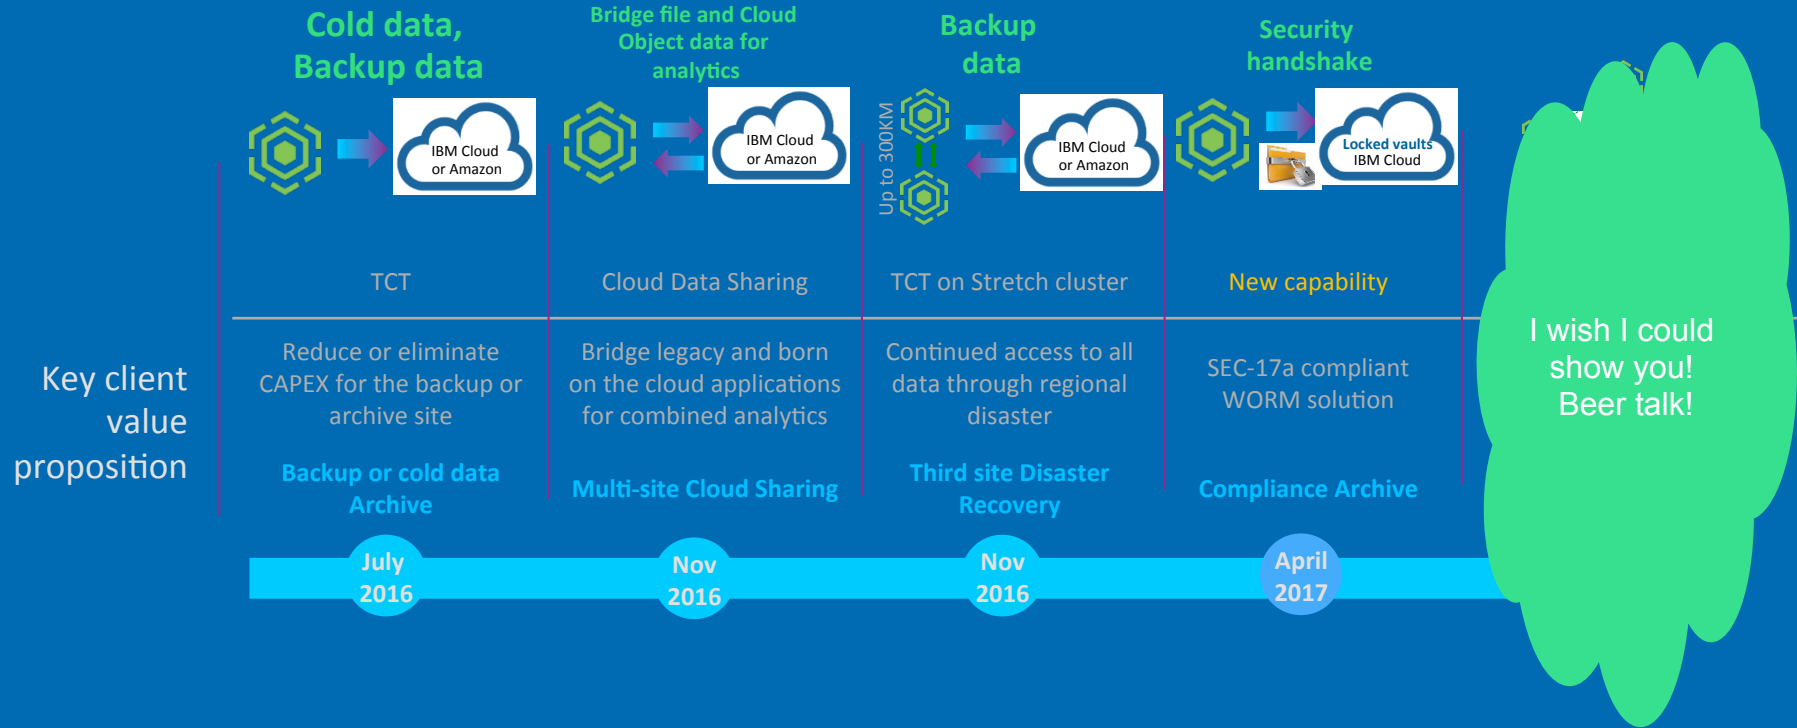 Cold data,
Backup data
Bridge file and Cloud
Object data for
analytics
Backup
data
Security
handshake
IBM Cloud
or Amazon
IBM Cloud
or Amazon
Up to 300KM
IBM Cloud
or Amazon
Locked vaults
IBM Cloud
TCT
Cloud Data Sharing
TCT on Stretch cluster
New capability
Key client
value
proposition
Reduce or eliminate
CAPEX for the backup or
archive site
Bridge legacy and born
on the cloud applications
for combined analytics
Continued access to all
data through regional
disaster
SEC-17a compliant
WORM solution
I wish I could
show you!
Beer talk!
Backup or cold data
Archive
Multi-site Cloud Sharing
Third site Disaster
Recovery
Compliance Archive
July
2016
Nov
2016
Nov
2016
April
2017